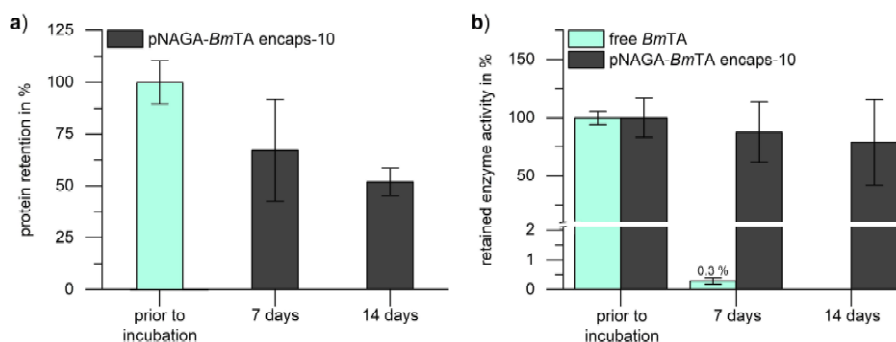 a)
pNAGA-BmTA encaps-10
protein retention in %
125
100
75
50
25
0
prior to
incubation
7 days
14 days
b)
free BmTA
pNAGA-BmTA encaps-10
retained enzyme activity in %
150
100
50
2
1
0
0.3 %
prior to
incubation
7 days
14 days